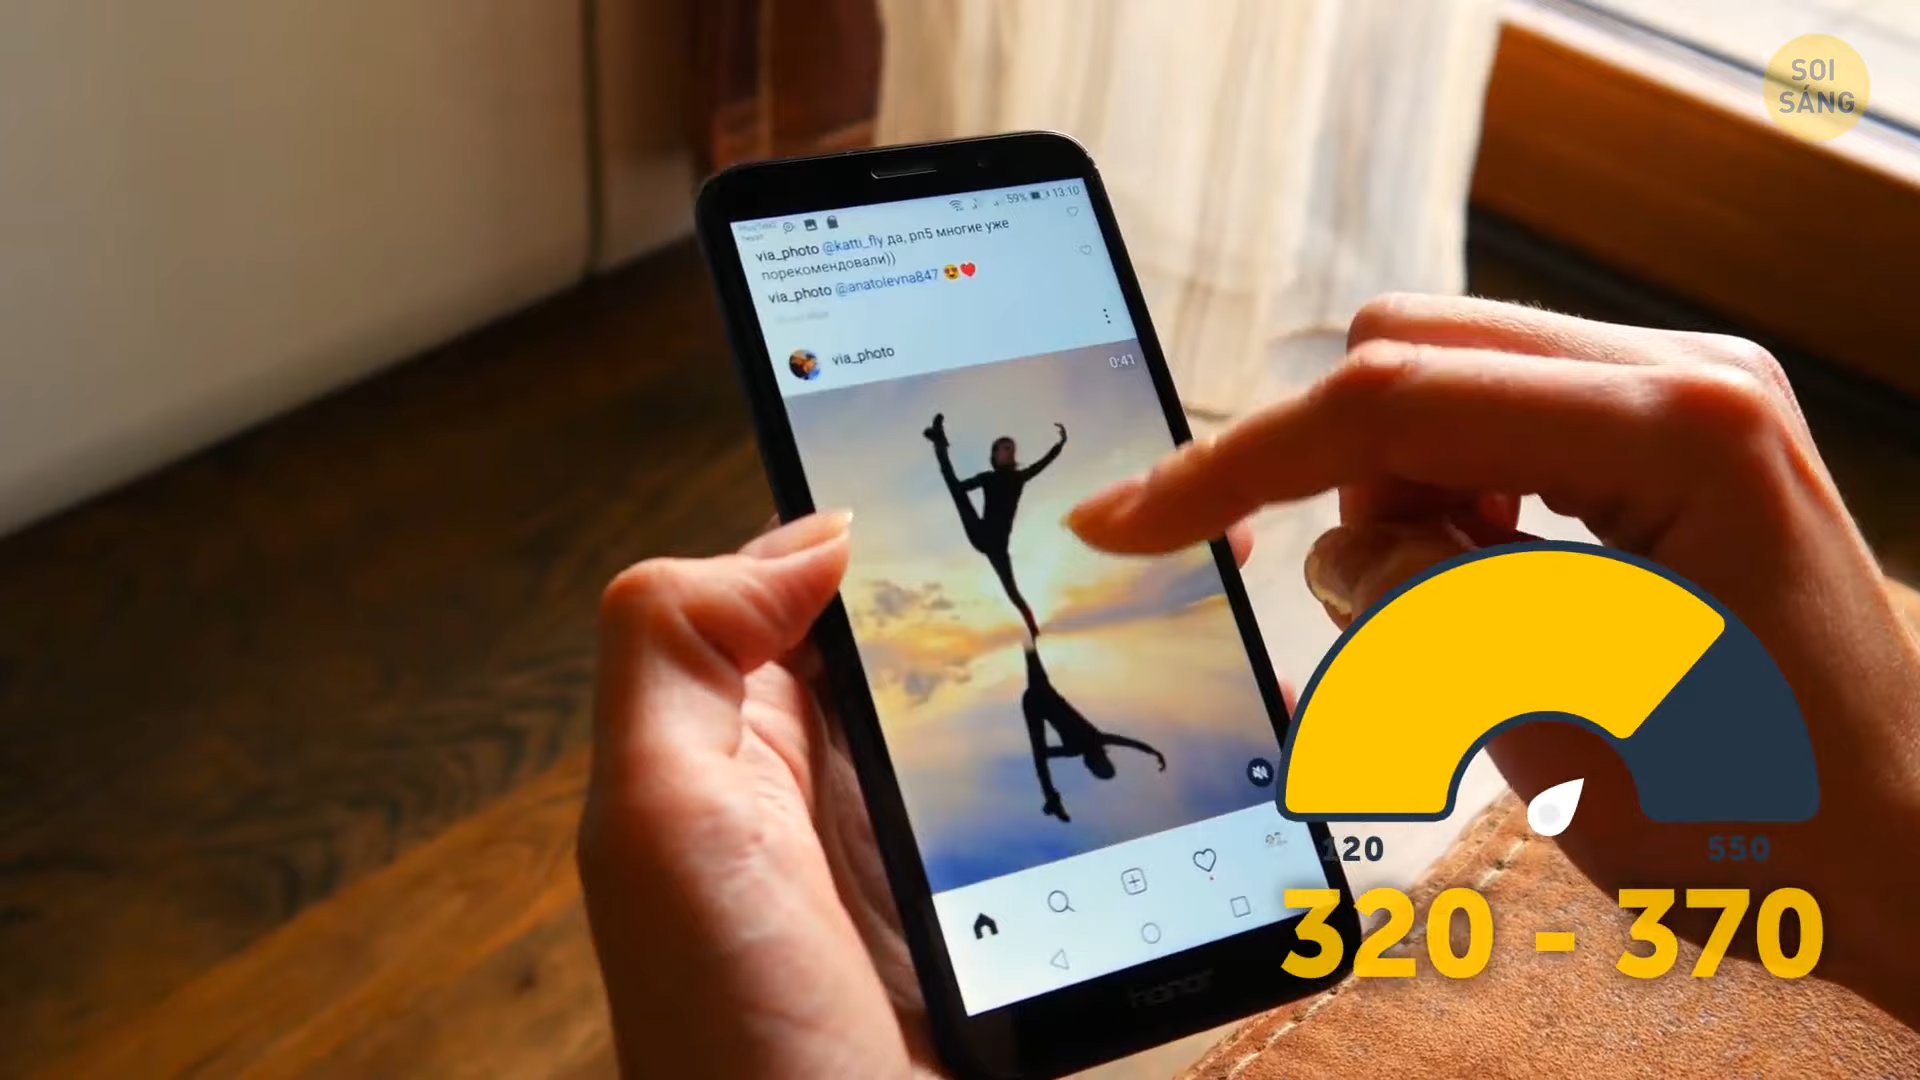 SOI
SÁNG
59% 13:10
via_photo @katti_fly да, рп5 многие уже
порекомендовали))
via_photo @anatolevna847 😍❤️
via_photo
0:41
honor
120
550
320 - 370